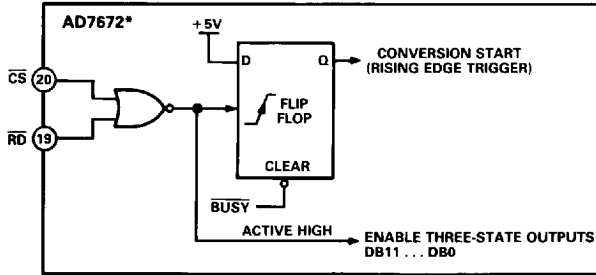 AD7672*
+5V
D
Q
CONVERSION START
(RISING EDGE TRIGGER)
CS
20
FLIP
FLOP
RD
19
CLEAR
BUSY
ACTIVE HIGH
ENABLE THREE-STATE OUTPUTS
DB11 ... DB0